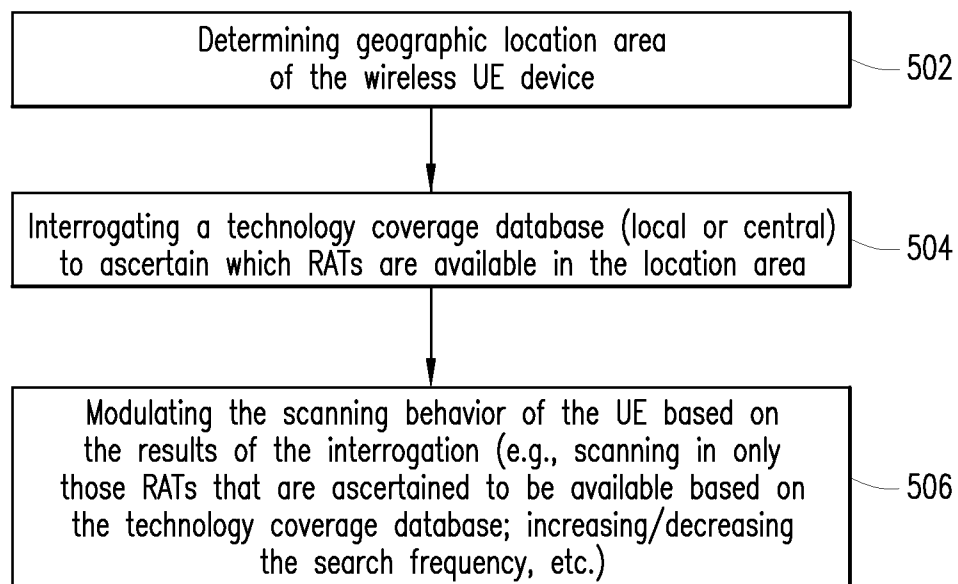 Determining geographic location area
of the wireless UE device
502
Interrogating a technology coverage database (local or central)
to ascertain which RATs are available in the location area
504
Modulating the scanning behavior of the UE based on
the results of the interrogation (e.g., scanning in only
those RATs that are ascertained to be available based on
the technology coverage database; increasing/decreasing
the search frequency, etc.)
506